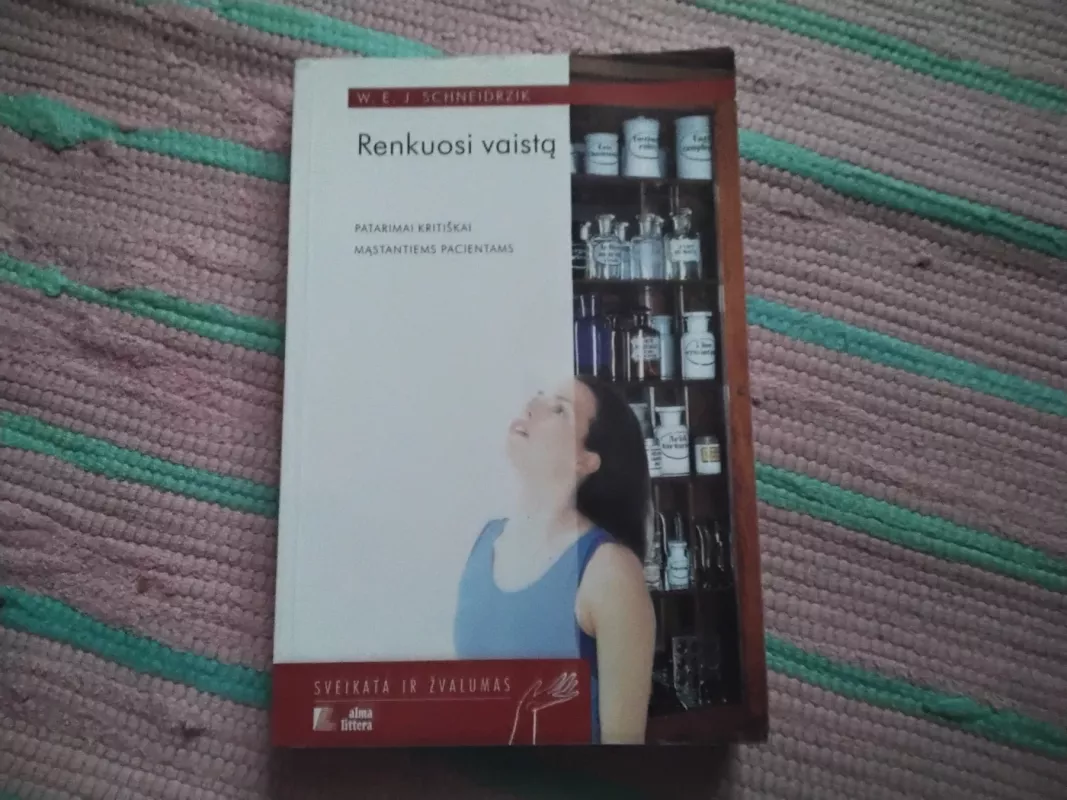 W. E. J. SCHNEIDRZIK
Renkuosi vaistą
PATARIMAI KRITIŠKAI
MĄSTANTIEMS PACIENTAMS
SVEIKATA IR ŽVALUMAS
alma
littera